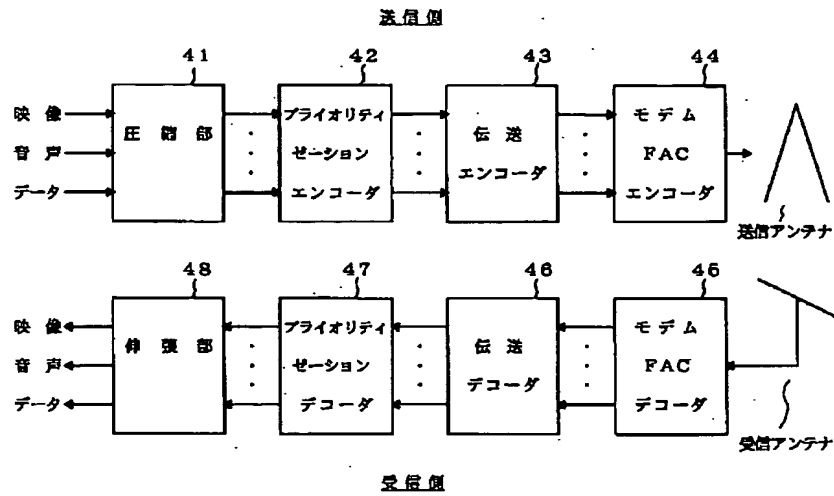 送信側
41
42
43
44
映像
音声
データ
圧縮部
プライオリティ
ゼーション
エンコーダ
伝送
エンコーダ
モデム
FAC
エンコーダ
送信アンテナ
48
47
46
45
映像
音声
データ
伸張部
プライオリティ
ゼーション
デコーダ
伝送
デコーダ
モデム
FAC
デコーダ
受信アンテナ
受信側